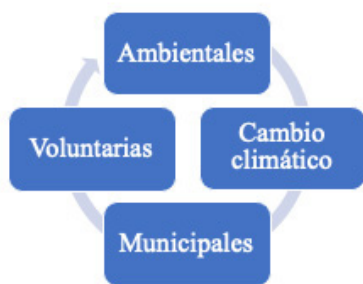 Ambientales
Voluntarias
Cambio
climático
Municipales